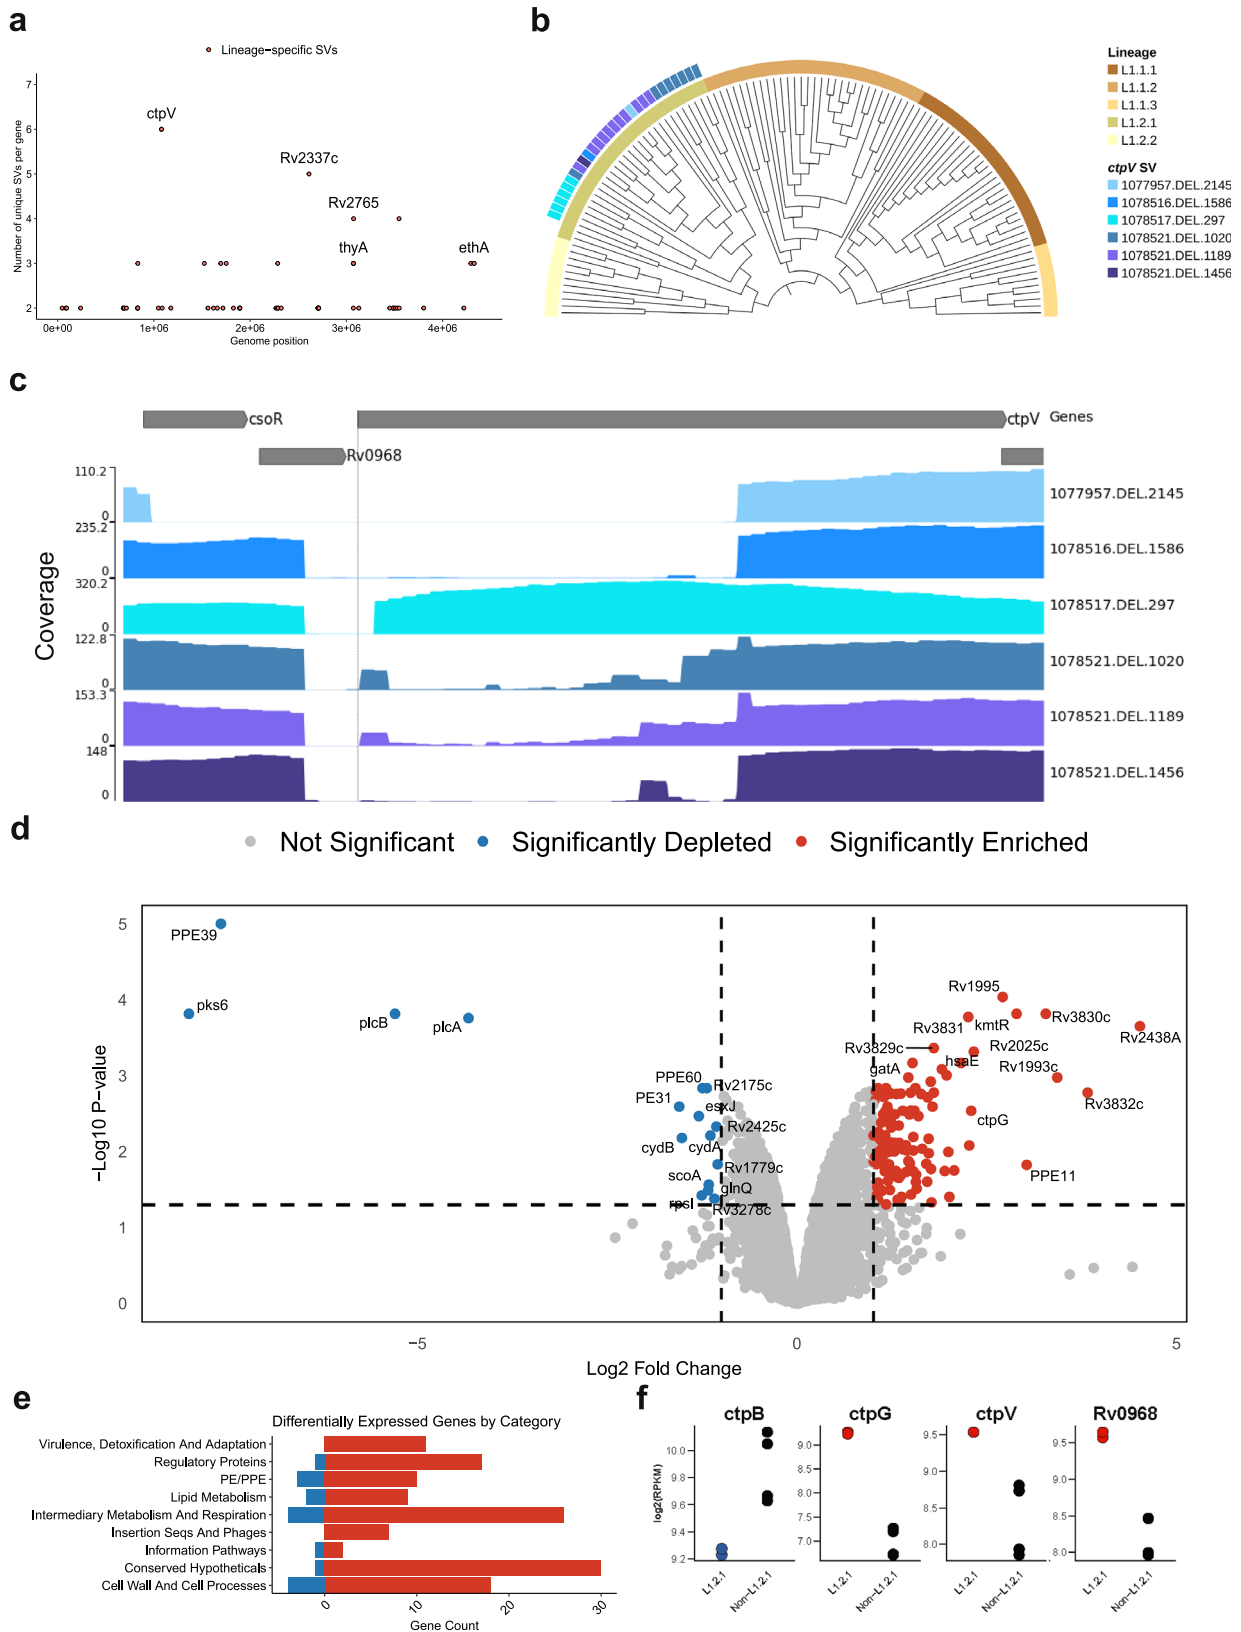 a
Lineage−specific SVs
Number of unique SVs per gene
7
6
5
4
3
2
ctpV
Rv2337c
Rv2765
thyA
ethA
0e+00
1e+06
2e+06
3e+06
4e+06
Genome position
b
Lineage
L1.1.1
L1.1.2
L1.1.3
L1.2.1
L1.2.2
ctpV SV
1077957.DEL.2145
1078516.DEL.1586
1078517.DEL.297
1078521.DEL.1020
1078521.DEL.1189
1078521.DEL.1456
c
csoR
ctpV
Genes
Rv0968
Coverage
110.2
0
1077957.DEL.2145
235.2
0
1078516.DEL.1586
320.2
0
1078517.DEL.297
122.8
0
1078521.DEL.1020
153.3
0
1078521.DEL.1189
148
0
1078521.DEL.1456
d
Not Significant
Significantly Depleted
Significantly Enriched
−Log10 P−value
5
4
3
2
1
0
PPE39
pks6
plcB
plcA
PPE60
Rv2175c
PE31
esxJ
Rv2425c
cydB
cydA
Rv1779c
scoA
glnQ
rpsI
Rv3278c
Rv1995
Rv3831
kmtR
Rv3830c
Rv2438A
Rv3829c
Rv2025c
gatA
hsaE
Rv1993c
Rv3832c
ctpG
PPE11
−5
0
5
Log2 Fold Change
e
Differentially Expressed Genes by Category
Virulence, Detoxification And Adaptation
Regulatory Proteins
PE/PPE
Lipid Metabolism
Intermediary Metabolism And Respiration
Insertion Seqs And Phages
Information Pathways
Conserved Hypotheticals
Cell Wall And Cell Processes
0
10
20
30
Gene Count
f
log2(RPKM)
ctpB
10.0
9.8
9.6
9.4
9.2
L1.2.1
Non−L1.2.1
ctpG
9.0
8.5
8.0
7.5
7.0
L1.2.1
Non−L1.2.1
ctpV
9.5
9.0
8.5
8.0
L1.2.1
Non−L1.2.1
Rv0968
9.5
9.0
8.5
8.0
L1.2.1
Non−L1.2.1